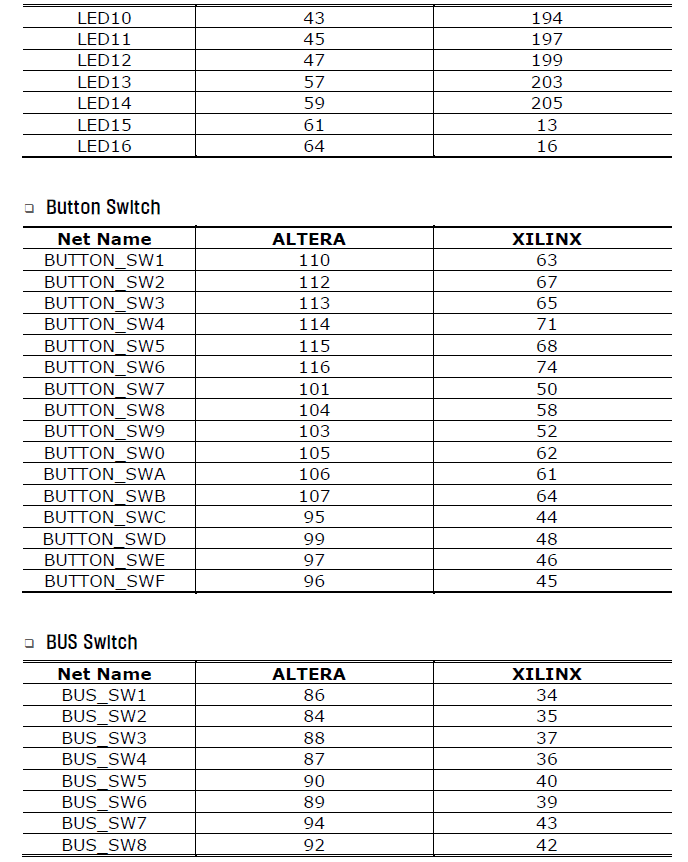 LED10 43 194
LED11 45 197
LED12 47 199
LED13 57 203
LED14 59 205
LED15 61 13
LED16 64 16
❑ Button Switch
Net Name ALTERA XILINX
BUTTON_SW1 110 63
BUTTON_SW2 112 67
BUTTON_SW3 113 65
BUTTON_SW4 114 71
BUTTON_SW5 115 68
BUTTON_SW6 116 74
BUTTON_SW7 101 50
BUTTON_SW8 104 58
BUTTON_SW9 103 52
BUTTON_SW0 105 62
BUTTON_SWA 106 61
BUTTON_SWB 107 64
BUTTON_SWC 95 44
BUTTON_SWD 99 48
BUTTON_SWE 97 46
BUTTON_SWF 96 45
❑ BUS Switch
Net Name ALTERA XILINX
BUS_SW1 86 34
BUS_SW2 84 35
BUS_SW3 88 37
BUS_SW4 87 36
BUS_SW5 90 40
BUS_SW6 89 39
BUS_SW7 94 43
BUS_SW8 92 42